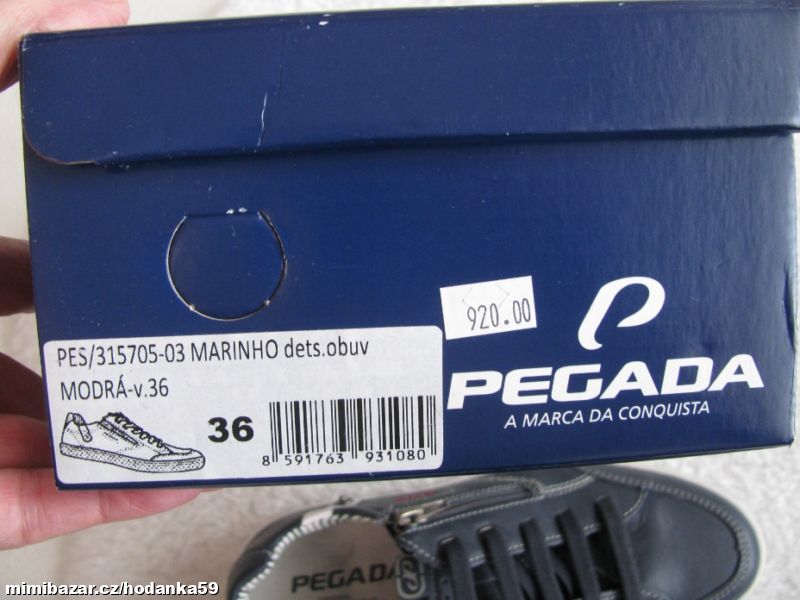 920.00
PEGADA
A MARCA DA CONQUISTA
PES/315705-03 MARINHO dets.obuv
MODRÁ-v.36
36
8 591763 931080
PEGADA
mimibazar.cz/hodanka59